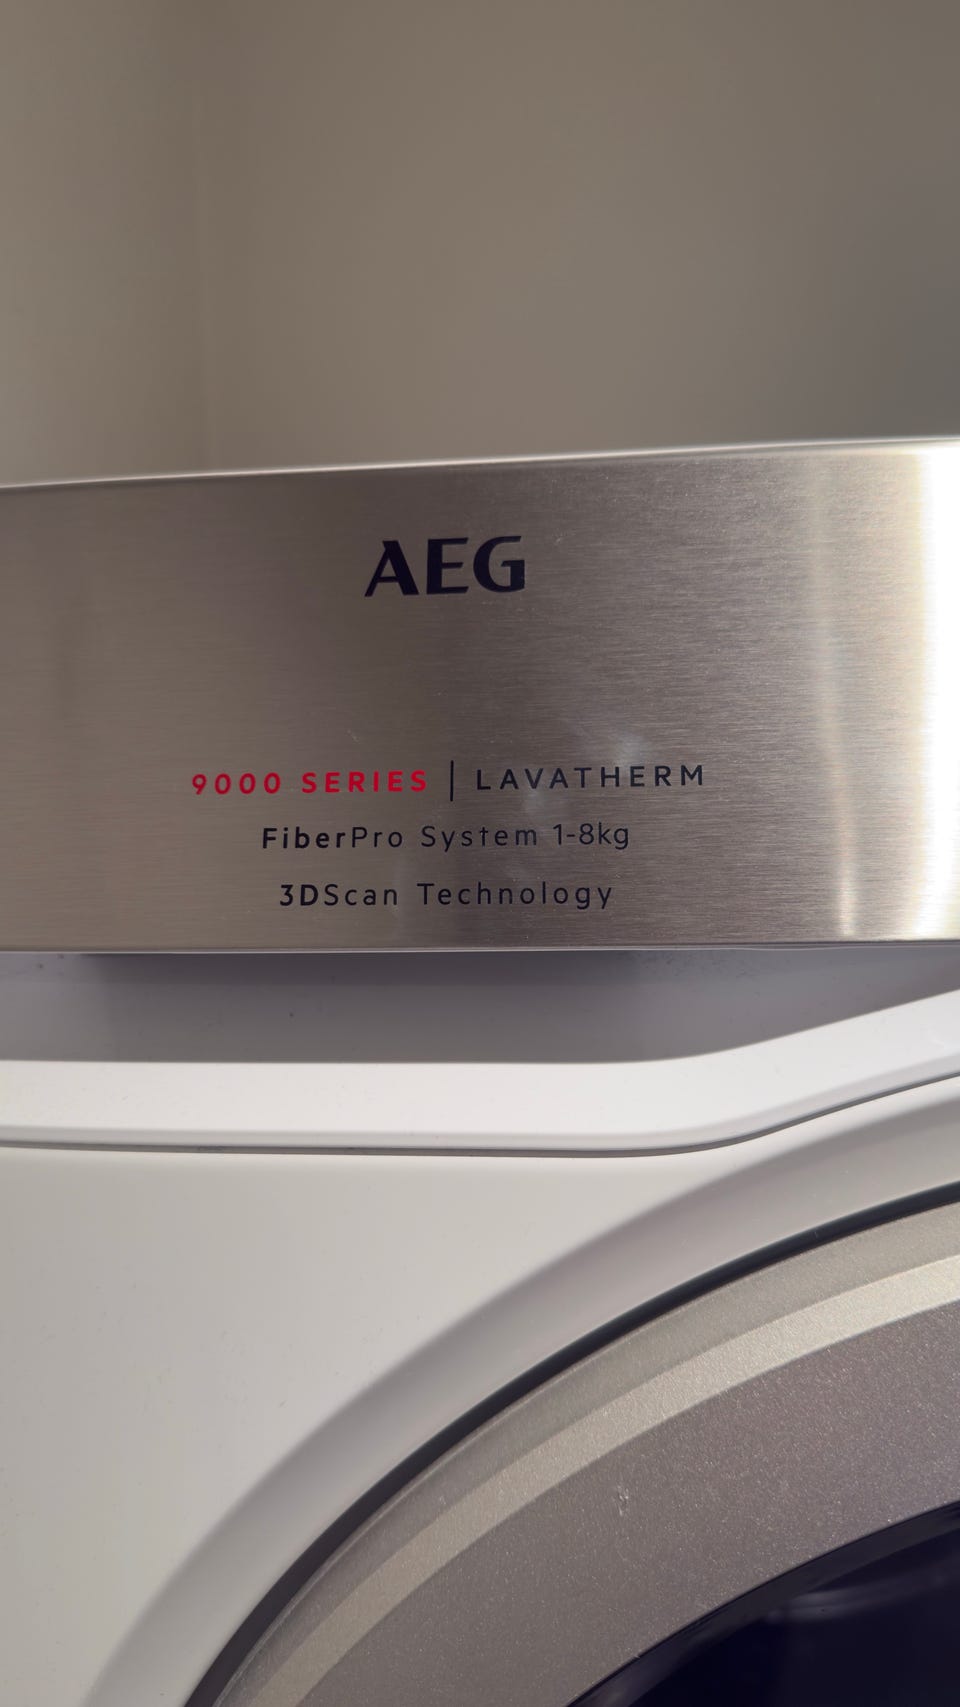 AEG
9000 SERIES | LAVATHERM
FiberPro System 1-8kg
3DScan Technology